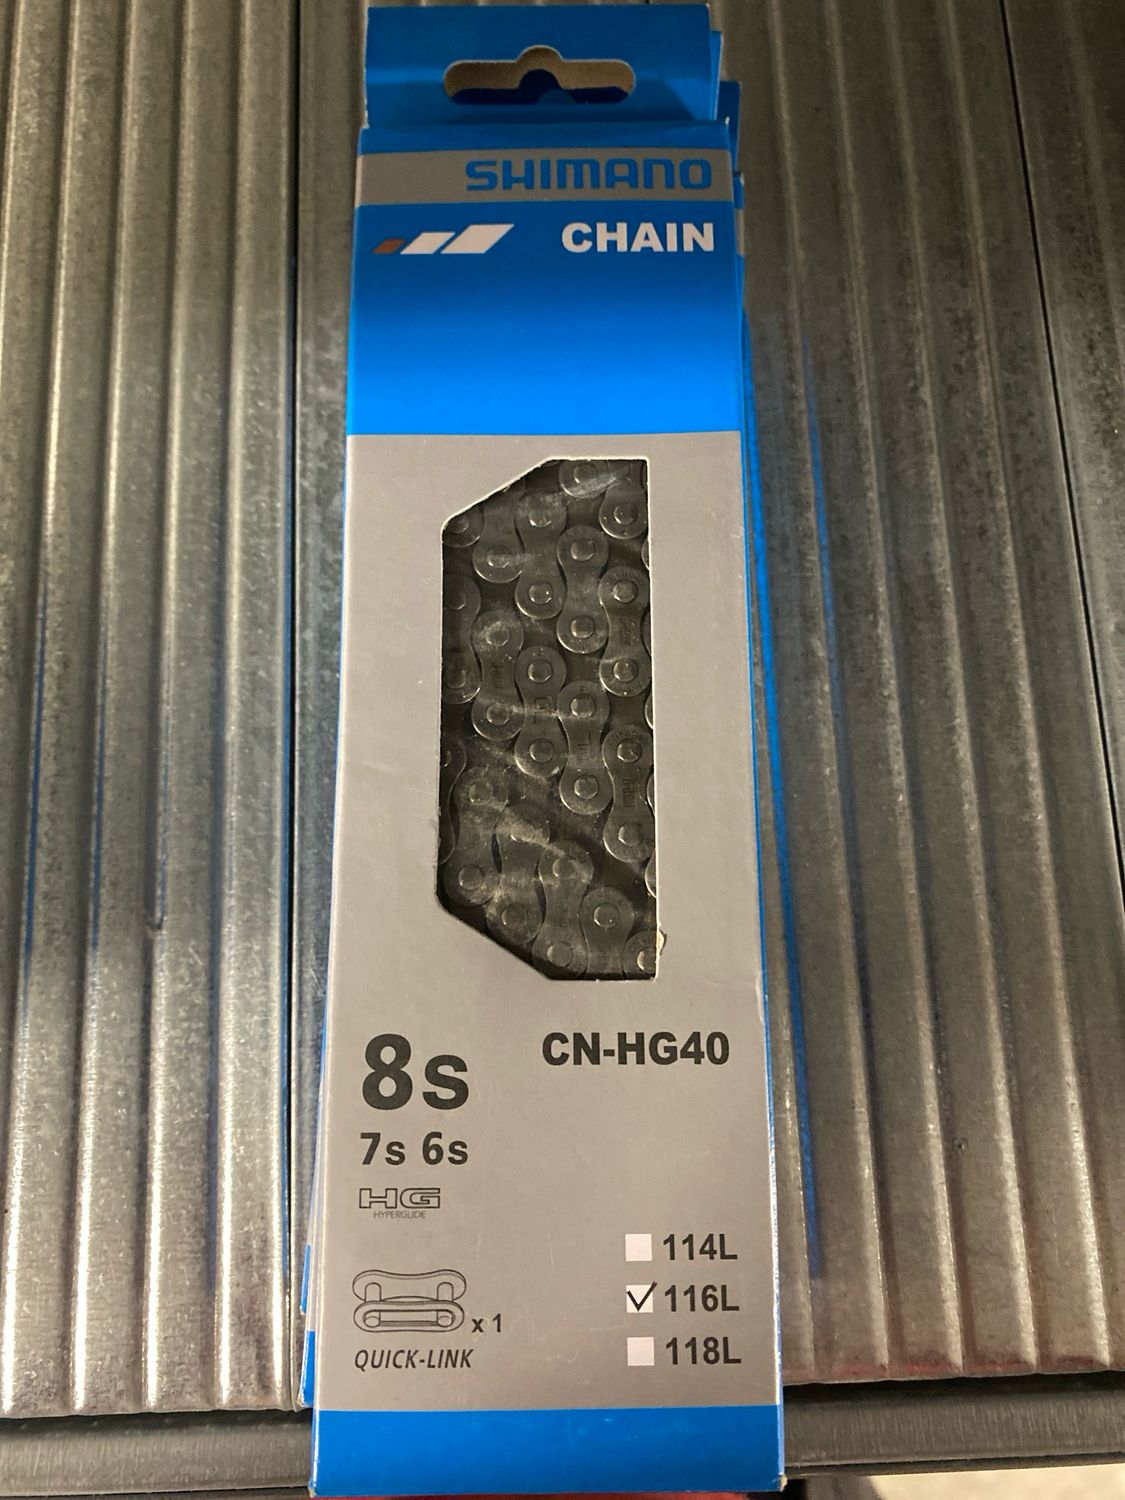 SHIMANO
CHAIN
8s
CN-HG40
7s 6s
HG
HYPERGLIDE
114L
116L
x 1
118L
QUICK-LINK